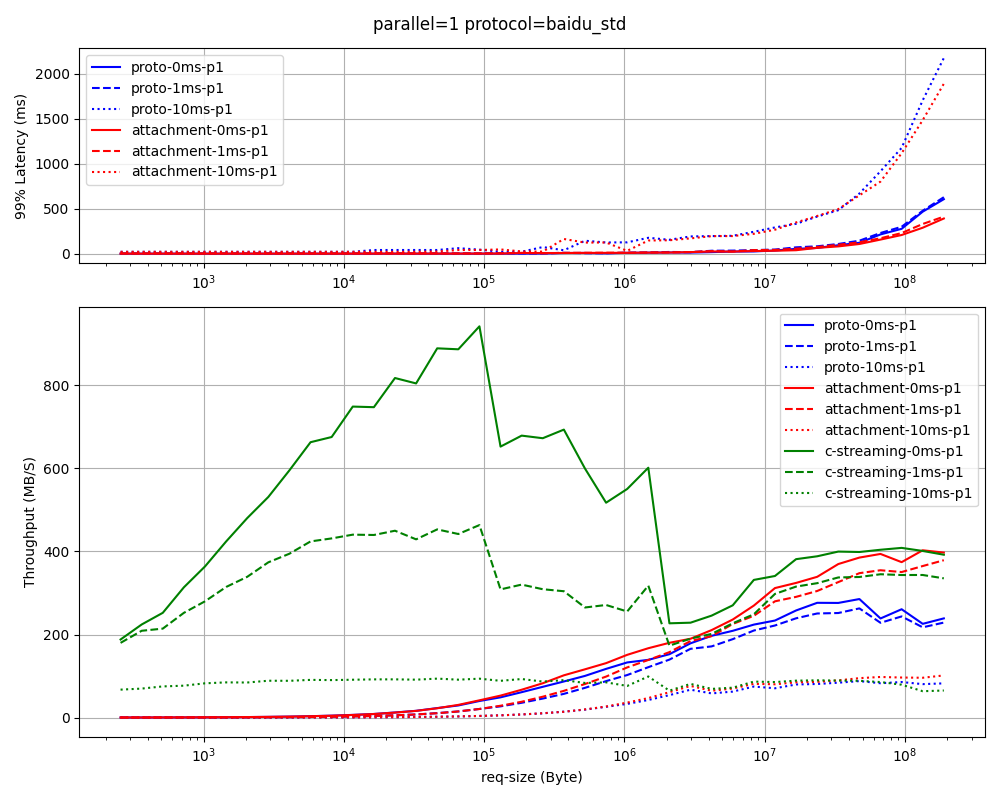 parallel=1 protocol=baidu_std
99% Latency (ms)
2000
1500
1000
500
0
proto-0ms-p1
proto-1ms-p1
proto-10ms-p1
attachment-0ms-p1
attachment-1ms-p1
attachment-10ms-p1
10³ 10⁴ 10⁵ 10⁶ 10⁷ 10⁸
Throughput (MB/S)
800
600
400
200
0
proto-0ms-p1
proto-1ms-p1
proto-10ms-p1
attachment-0ms-p1
attachment-1ms-p1
attachment-10ms-p1
c-streaming-0ms-p1
c-streaming-1ms-p1
c-streaming-10ms-p1
10³ 10⁴ 10⁵ 10⁶ 10⁷ 10⁸
req-size (Byte)